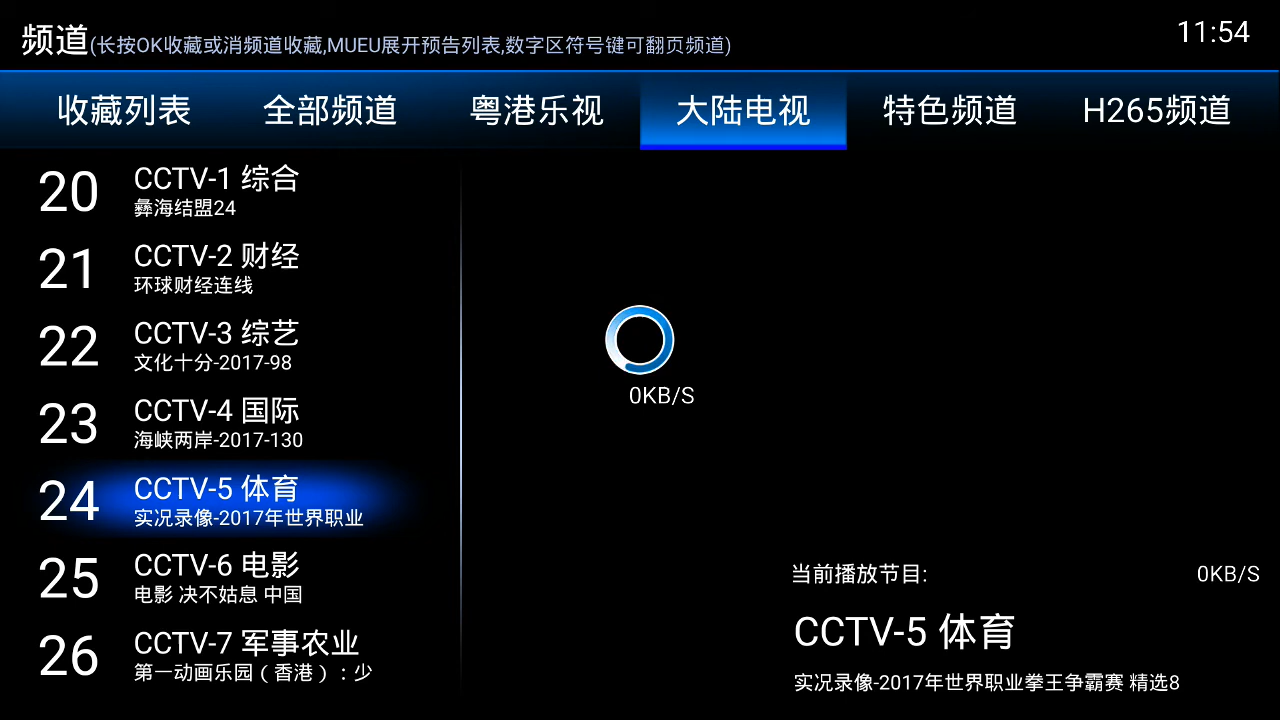 频道(长按OK收藏或消频道收藏,MUEU展开预告列表,数字区符号键可翻页频道)
11:54
收藏列表 全部频道 粤港乐视 大陆电视 特色频道 H265频道
20 CCTV-1 综合
彝海结盟24
21 CCTV-2 财经
环球财经连线
22 CCTV-3 综艺
文化十分-2017-98
23 CCTV-4 国际
海峡两岸-2017-130
24 CCTV-5 体育
实况录像-2017年世界职业
25 CCTV-6 电影
电影 决不姑息 中国
26 CCTV-7 军事农业
第一动画乐园（香港）：少
0KB/S
当前播放节目:
0KB/S
CCTV-5 体育
实况录像-2017年世界职业拳王争霸赛 精选8